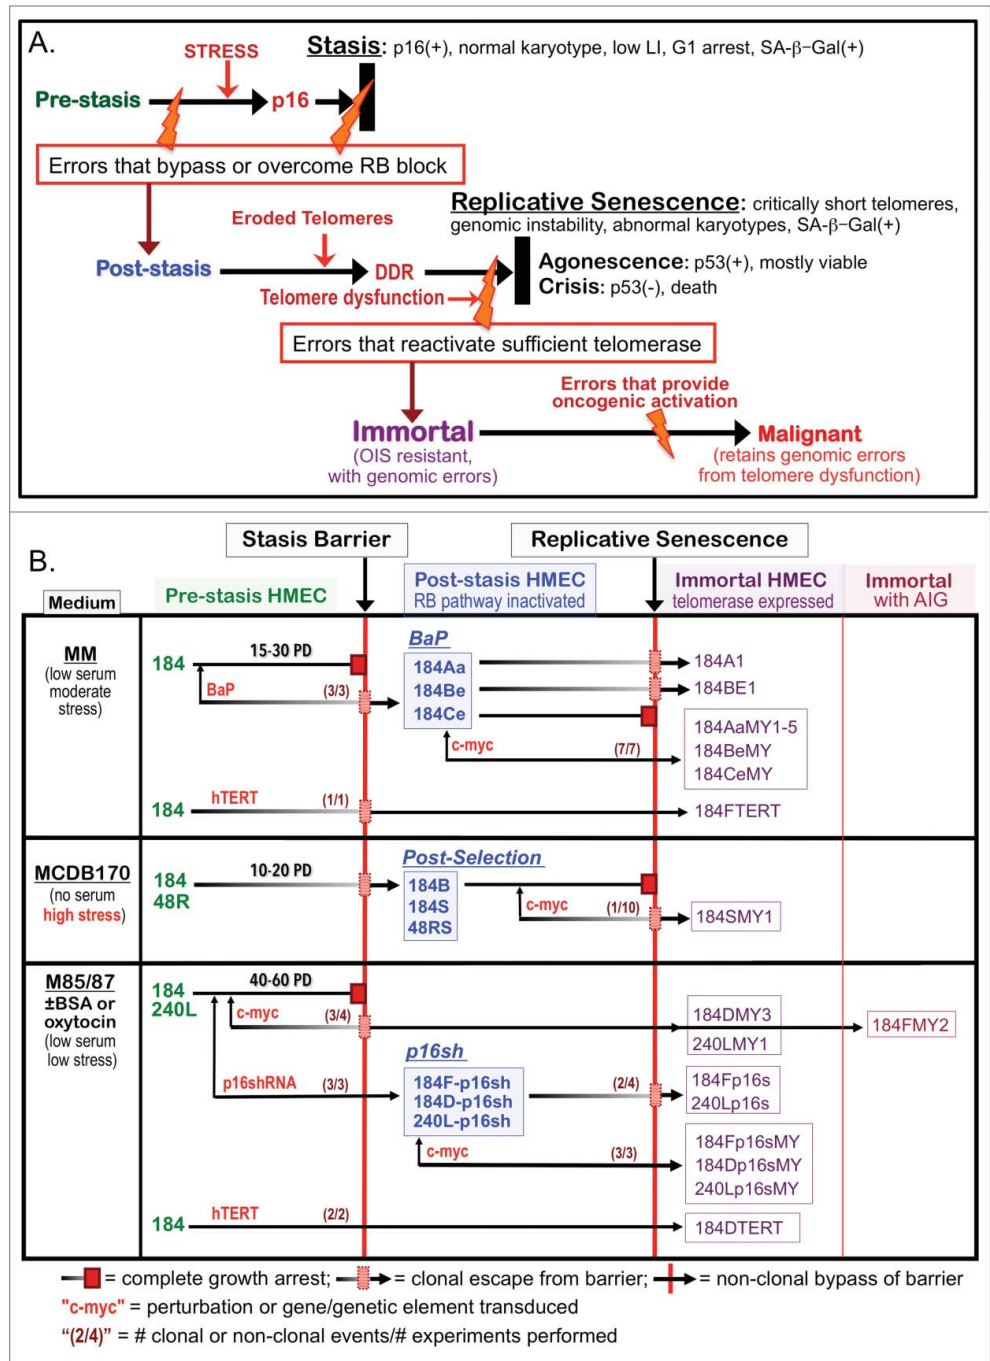 A.
Stasis: p16(+), normal karyotype, low LI, G1 arrest, SA-β–Gal(+)
STRESS
Pre-stasis
p16
Errors that bypass or overcome RB block
Replicative Senescence: critically short telomeres,
genomic instability, abnormal karyotypes, SA-β–Gal(+)
Eroded Telomeres
Post-stasis
DDR
Agonescence: p53(+), mostly viable
Crisis: p53(-), death
Telomere dysfunction
Errors that reactivate sufficient telomerase
Errors that provide
oncogenic activation
Immortal
(OIS resistant,
with genomic errors)
Malignant
(retains genomic errors
from telomere dysfunction)
B.
Stasis Barrier
Replicative Senescence
Medium
Pre-stasis HMEC
Post-stasis HMEC
RB pathway inactivated
Immortal HMEC
telomerase expressed
Immortal
with AIG
MM
(low serum
moderate
stress)
184
15-30 PD
BaP
(3/3)
BaP
184Aa
184Be
184Ce
184A1
184BE1
c-myc
(7/7)
184AaMY1-5
184BeMY
184CeMY
184
hTERT
(1/1)
184FTERT
MCDB170
(no serum
high stress)
184
48R
10-20 PD
Post-Selection
184B
184S
48RS
c-myc
(1/10)
184SMY1
M85/87
±BSA or
oxytocin
(low serum
low stress)
184
240L
40-60 PD
c-myc
(3/4)
184DMY3
240LMY1
184FMY2
p16shRNA
(3/3)
p16sh
184F-p16sh
184D-p16sh
240L-p16sh
(2/4)
184Fp16s
240Lp16s
c-myc
(3/3)
184Fp16sMY
184Dp16sMY
240Lp16sMY
184
hTERT
(2/2)
184DTERT
= complete growth arrest; = clonal escape from barrier; = non-clonal bypass of barrier
"c-myc" = perturbation or gene/genetic element transduced
“(2/4)” = # clonal or non-clonal events/# experiments performed